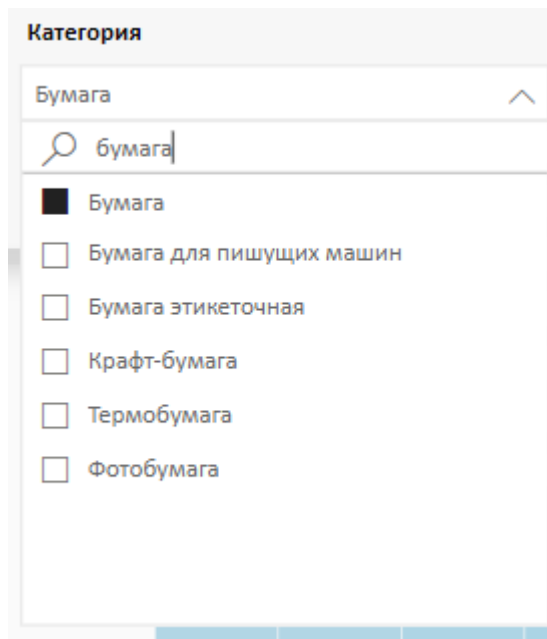 Категория
Бумага
бумага
Бумага
Бумага для пишущих машин
Бумага этикеточная
Крафт-бумага
Термобумага
Фотобумага